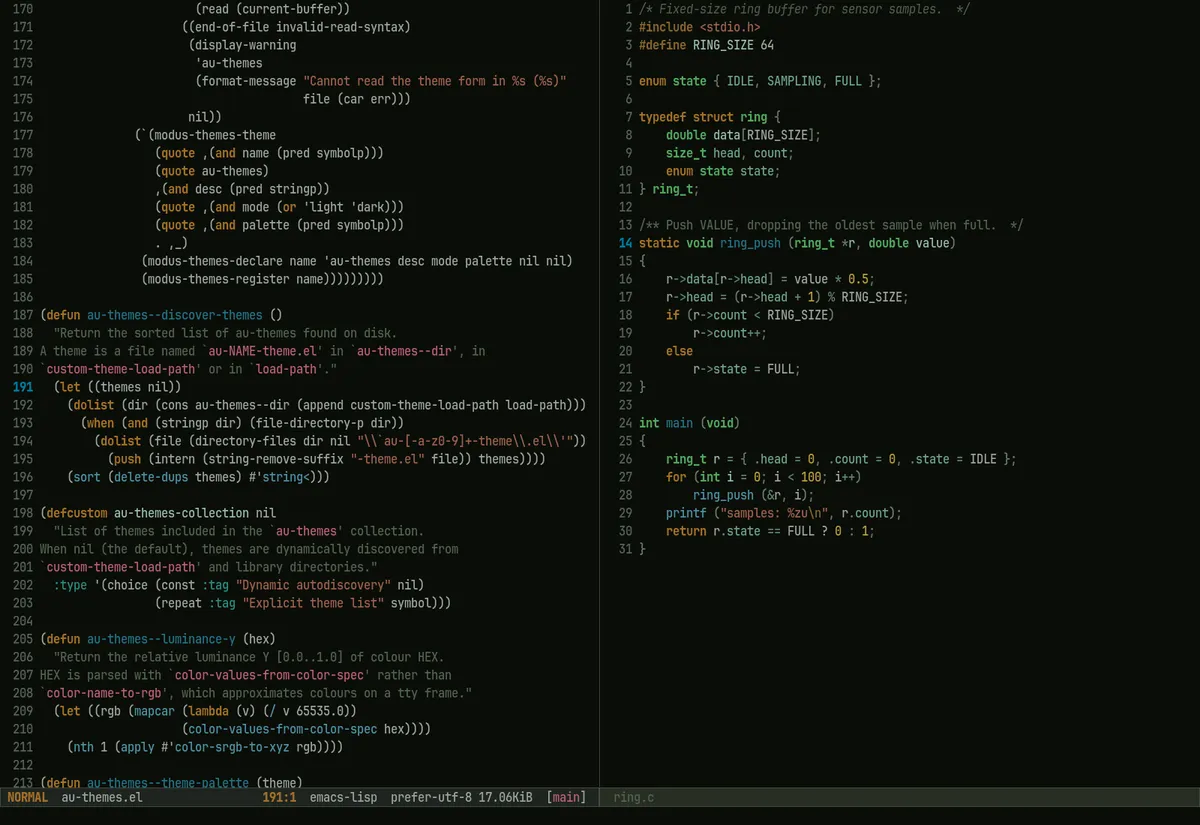 170                         (read (current-buffer))
171                       ((end-of-file invalid-read-syntax)
172                        (display-warning
173                         'au-themes
174                         (format-message "Cannot read the theme form in %s (%s)"
175                                         file (car err)))
176                        nil))
177                (`(modus-themes-theme
178                   (quote ,(and name (pred symbolp)))
179                   (quote au-themes)
180                   ,(and desc (pred stringp))
181                   (quote ,(and mode (or 'light 'dark)))
182                   (quote ,(and palette (pred symbolp)))
183                   . ,_)
184                 (modus-themes-declare name 'au-themes desc mode palette nil nil)
185                 (modus-themes-register name)))))))))
186
187 (defun au-themes--discover-themes ()
188   "Return the sorted list of au-themes found on disk.
189 A theme is a file named `au-NAME-theme.el' in `au-themes--dir', in
190 `custom-theme-load-path' or in `load-path'."
191   (let ((themes nil))
192     (dolist (dir (cons au-themes--dir (append custom-theme-load-path load-path)))
193       (when (and (stringp dir) (file-directory-p dir))
194         (dolist (file (directory-files dir nil "\\`au-[-a-z0-9]+-theme\\.el\\'"))
195           (push (intern (string-remove-suffix "-theme.el" file)) themes))))
196     (sort (delete-dups themes) #'string<)))
197
198 (defcustom au-themes-collection nil
199   "List of themes included in the `au-themes' collection.
200 When nil (the default), themes are dynamically discovered from
201 `custom-theme-load-path' and library directories."
202   :type '(choice (const :tag "Dynamic autodiscovery" nil)
203                  (repeat :tag "Explicit theme list" symbol)))
204
205 (defun au-themes--luminance-y (hex)
206   "Return the relative luminance Y [0.0..1.0] of colour HEX.
207 HEX is parsed with `color-values-from-color-spec' rather than
208 `color-name-to-rgb', which approximates colours on a tty frame."
209   (let ((rgb (mapcar (lambda (v) (/ v 65535.0))
210                      (color-values-from-color-spec hex))))
211     (nth 1 (apply #'color-srgb-to-xyz rgb))))
212
213 (defun au-themes--theme-palette (theme)
NORMAL  au-themes.el                  191:1  emacs-lisp  prefer-utf-8 17.06KiB  [main]
1 /* Fixed-size ring buffer for sensor samples.  */
2 #include <stdio.h>
3 #define RING_SIZE 64
4
5 enum state { IDLE, SAMPLING, FULL };
6
7 typedef struct ring {
8     double data[RING_SIZE];
9     size_t head, count;
10     enum state state;
11 } ring_t;
12
13 /** Push VALUE, dropping the oldest sample when full.  */
14 static void ring_push (ring_t *r, double value)
15 {
16     r->data[r->head] = value * 0.5;
17     r->head = (r->head + 1) % RING_SIZE;
18     if (r->count < RING_SIZE)
19         r->count++;
20     else
21         r->state = FULL;
22 }
23
24 int main (void)
25 {
26     ring_t r = { .head = 0, .count = 0, .state = IDLE };
27     for (int i = 0; i < 100; i++)
28         ring_push (&r, i);
29     printf ("samples: %zu\n", r.count);
30     return r.state == FULL ? 0 : 1;
31 }
ring.c